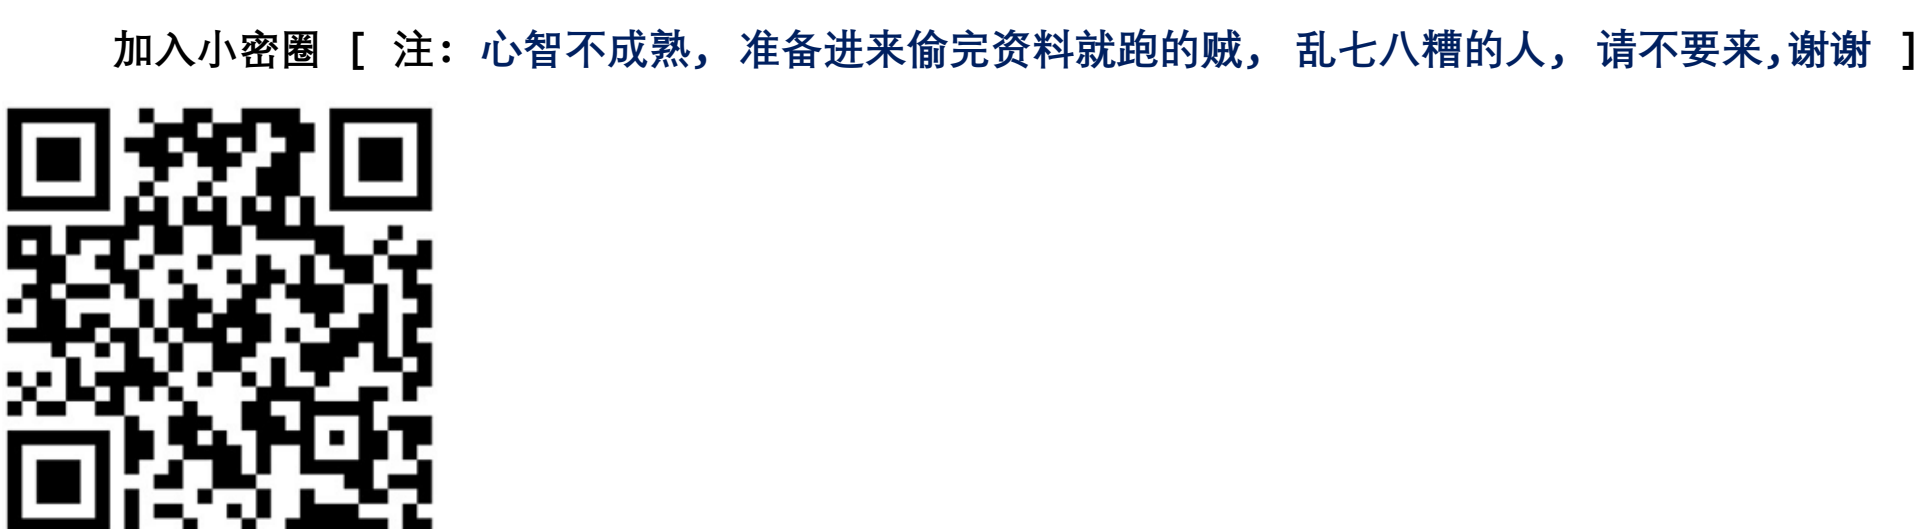 加入小密圈 [ 注: 心智不成熟, 准备进来偷完资料就跑的贼, 乱七八糟的人, 请不要来,谢谢 ]